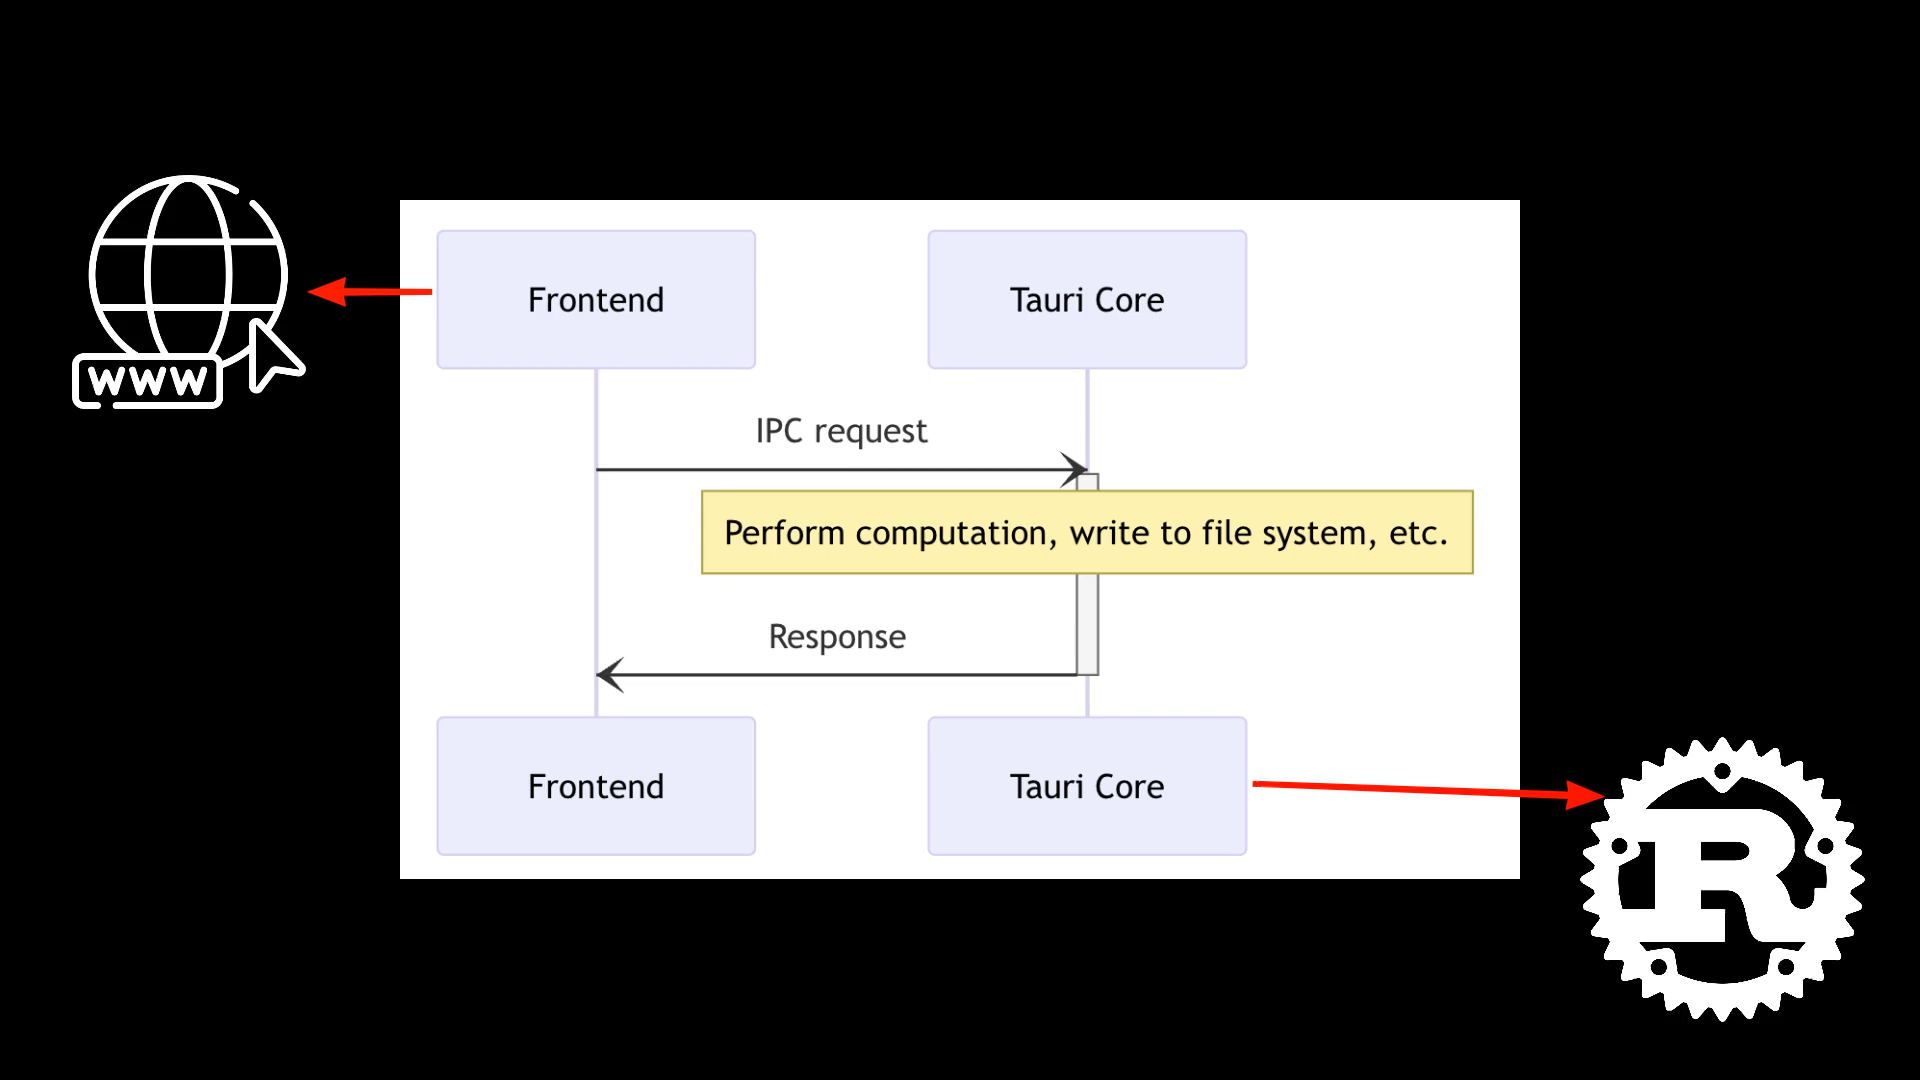 WWW
Frontend
Tauri Core
IPC request
Perform computation, write to file system, etc.
Response
Frontend
Tauri Core
R